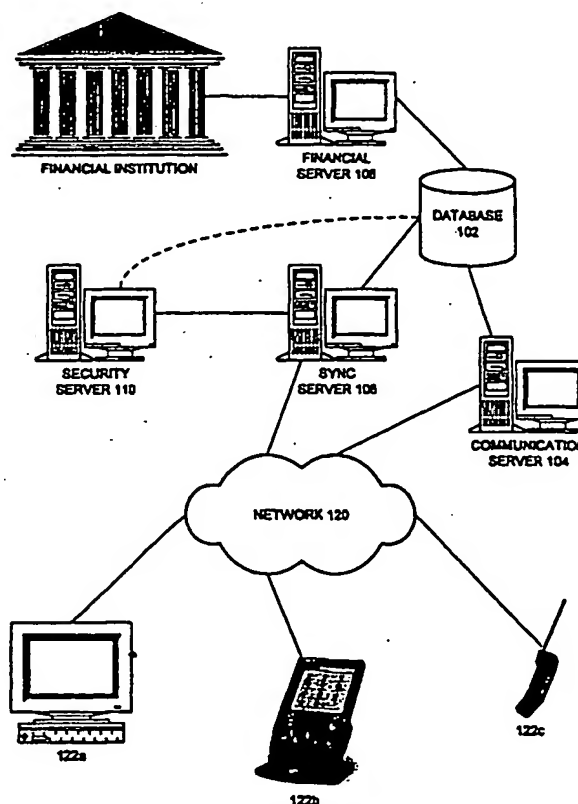 FINANCIAL INSTITUTION
FINANCIAL
SERVER 108
DATABASE
102
SECURITY
SERVER 110
SYNC
SERVER 106
COMMUNICATION
SERVER 104
NETWORK 120
122a
122b
122c